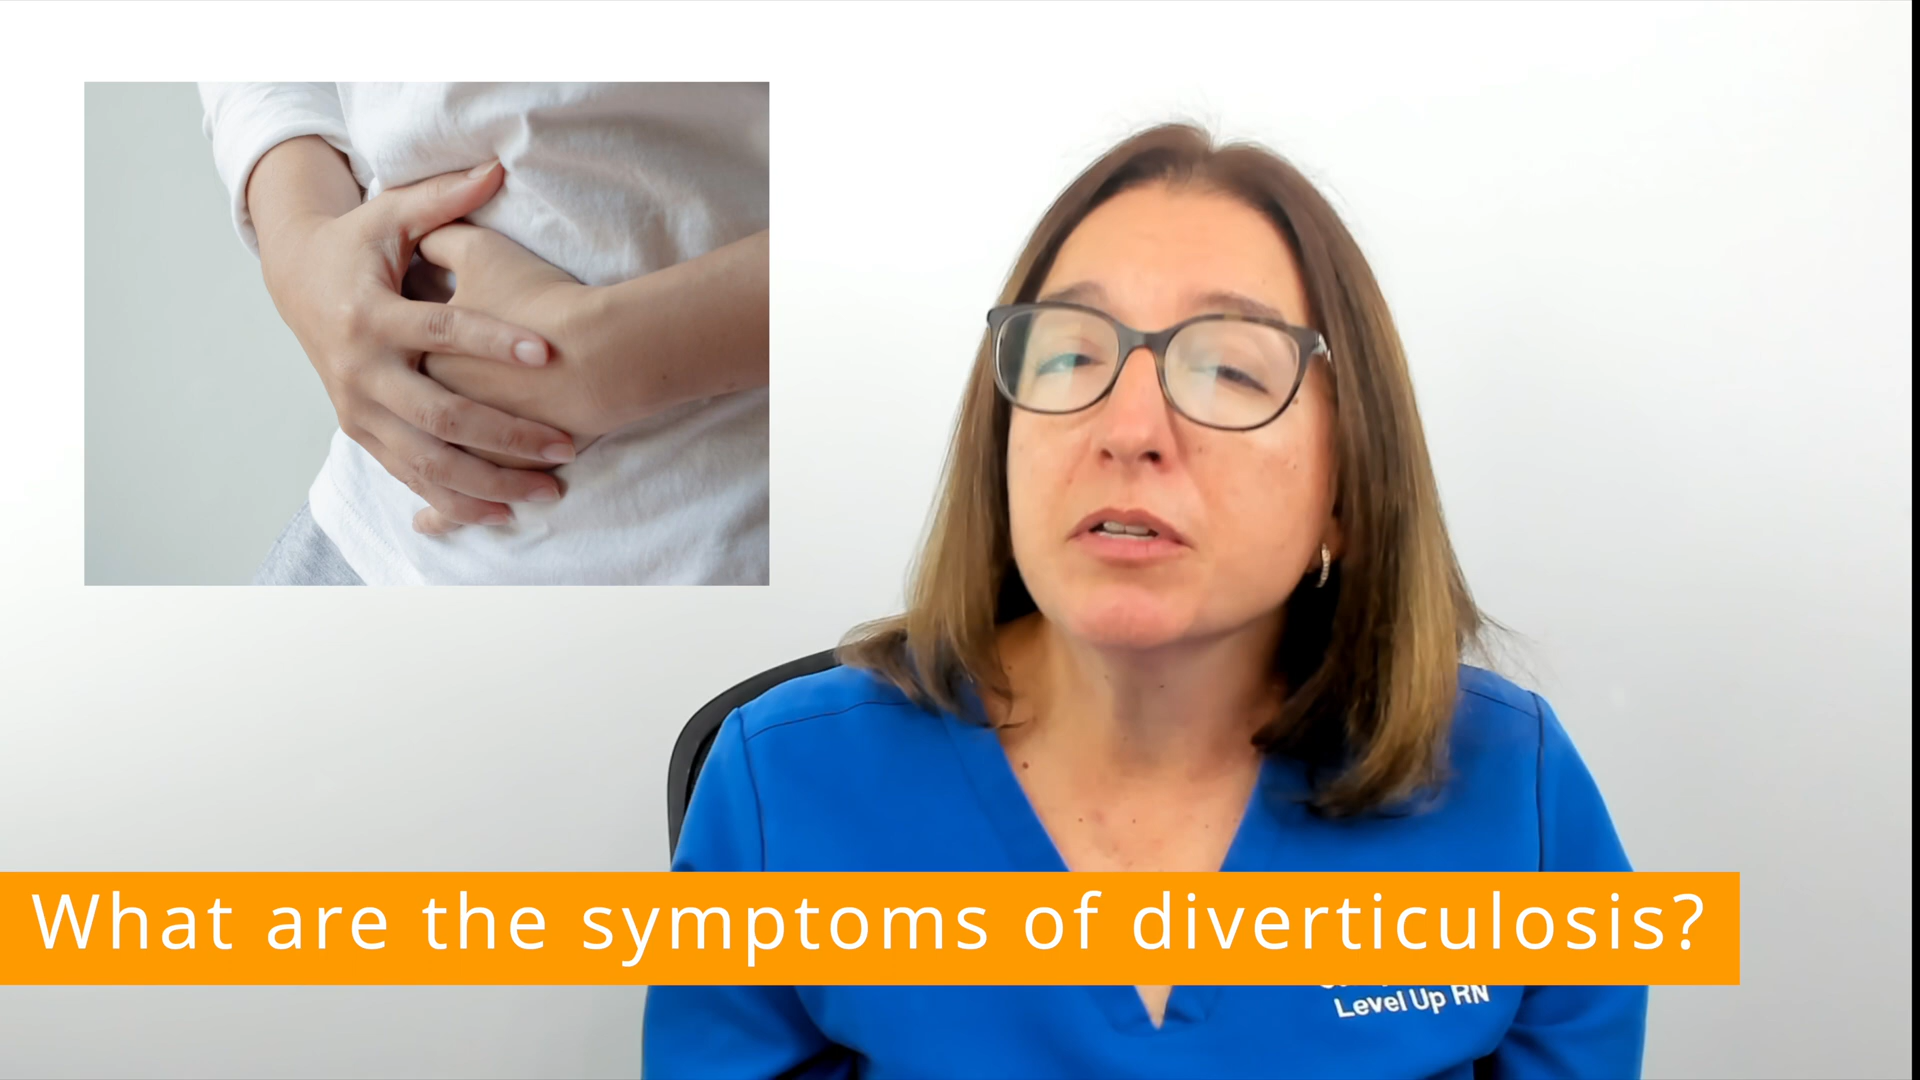 What are the symptoms of diverticulosis?
Level Up RN